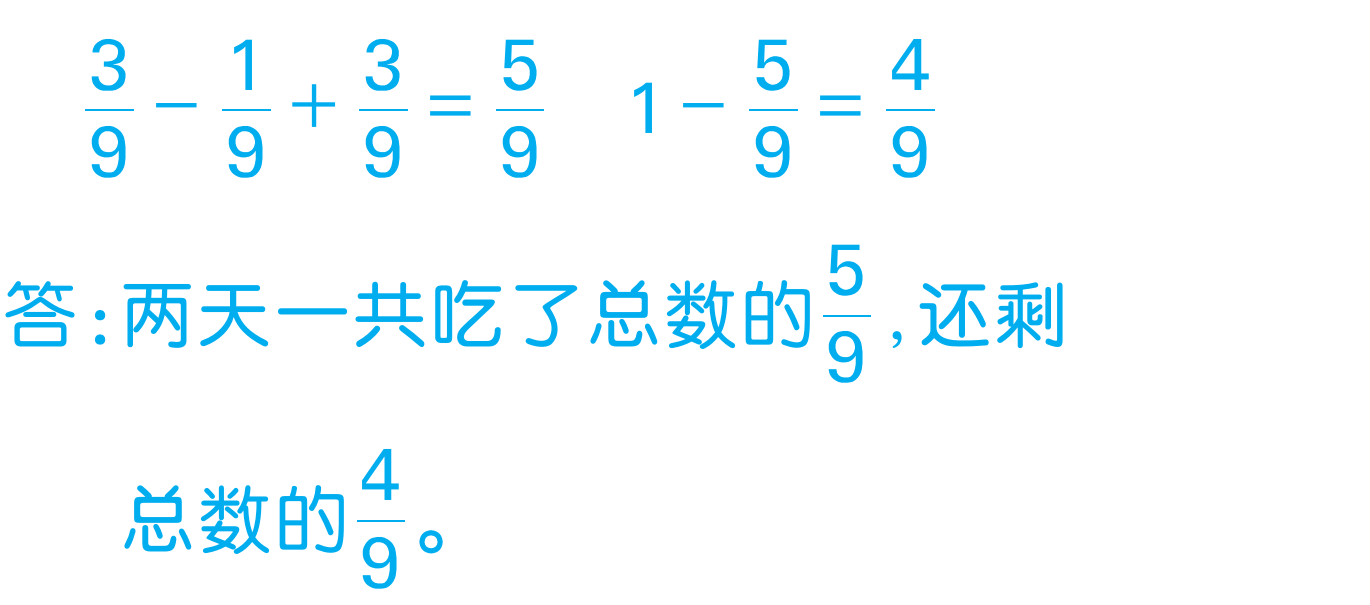 3/9 − 1/9 + 3/9 = 5/9 1 − 5/9 = 4/9
答:两天一共吃了总数的5/9,还剩
总数的4/9。